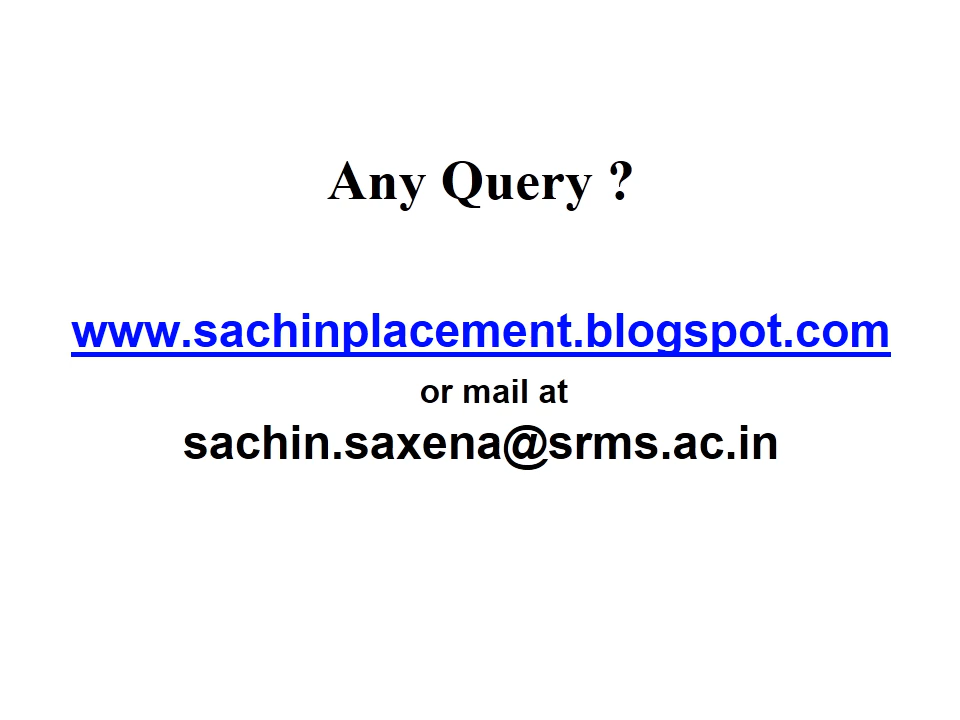 Any Query ?
www.sachinplacement.blogspot.com
or mail at
sachin.saxena@srms.ac.in